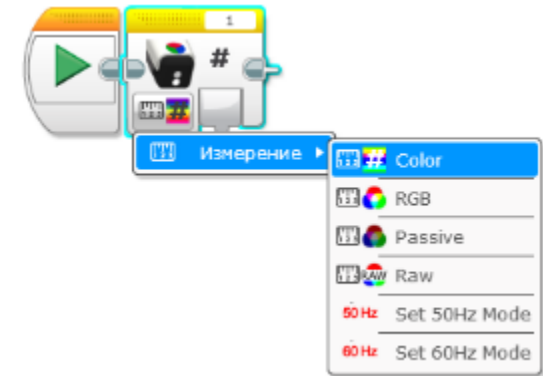 1
#
#
Измерение
# Color
RGB
Passive
RAW Raw
50 Hz Set 50Hz Mode
60 Hz Set 60Hz Mode